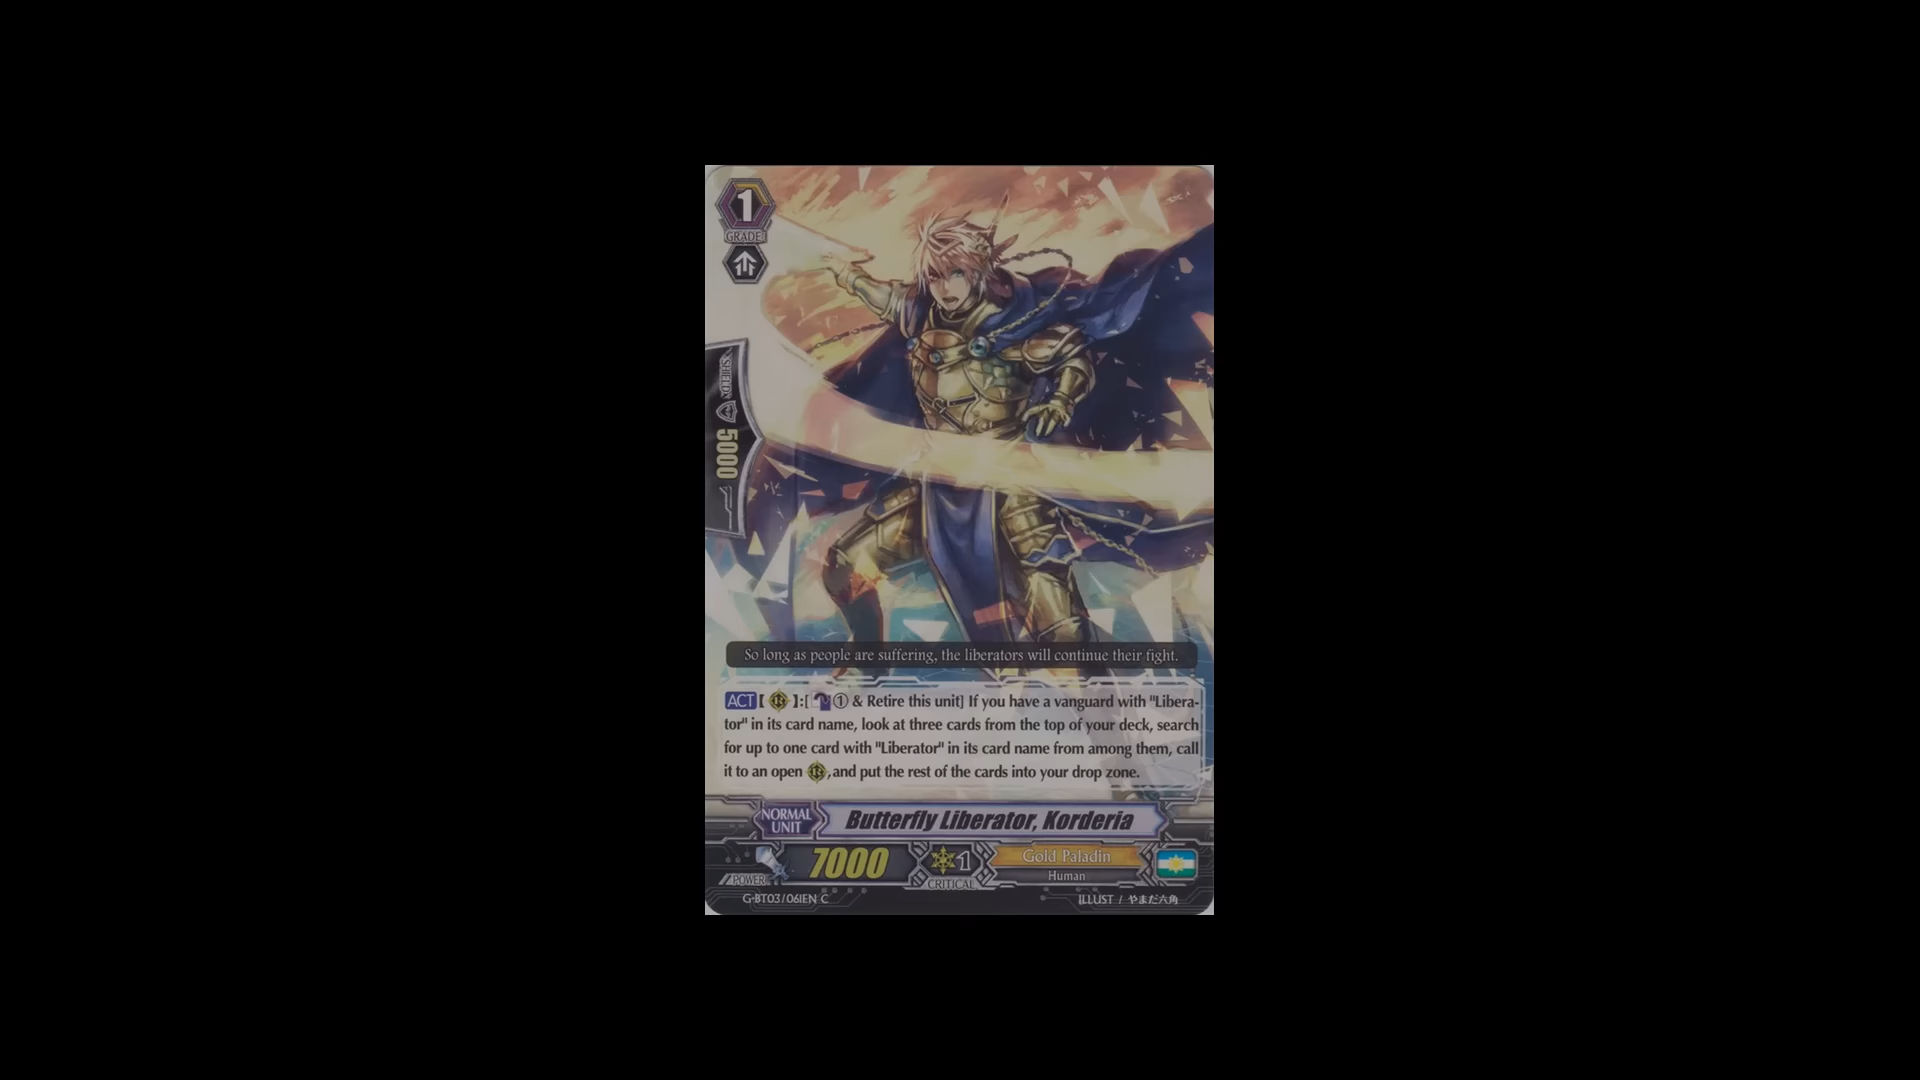 1
GRADE
SHIELD
5000
So long as people are suffering, the liberators will continue their fight.
ACT【 R 】:[ ① & Retire this unit] If you have a vanguard with "Libera-
tor" in its card name, look at three cards from the top of your deck, search
for up to one card with "Liberator" in its card name from among them, call
it to an open R, and put the rest of the cards into your drop zone.
NORMAL
UNIT
Butterfly Liberator, Korderia
POWER
7000
1
CRITICAL
Gold Paladin
Human
G-BT03/061EN C
ILLUST / やまだ六角